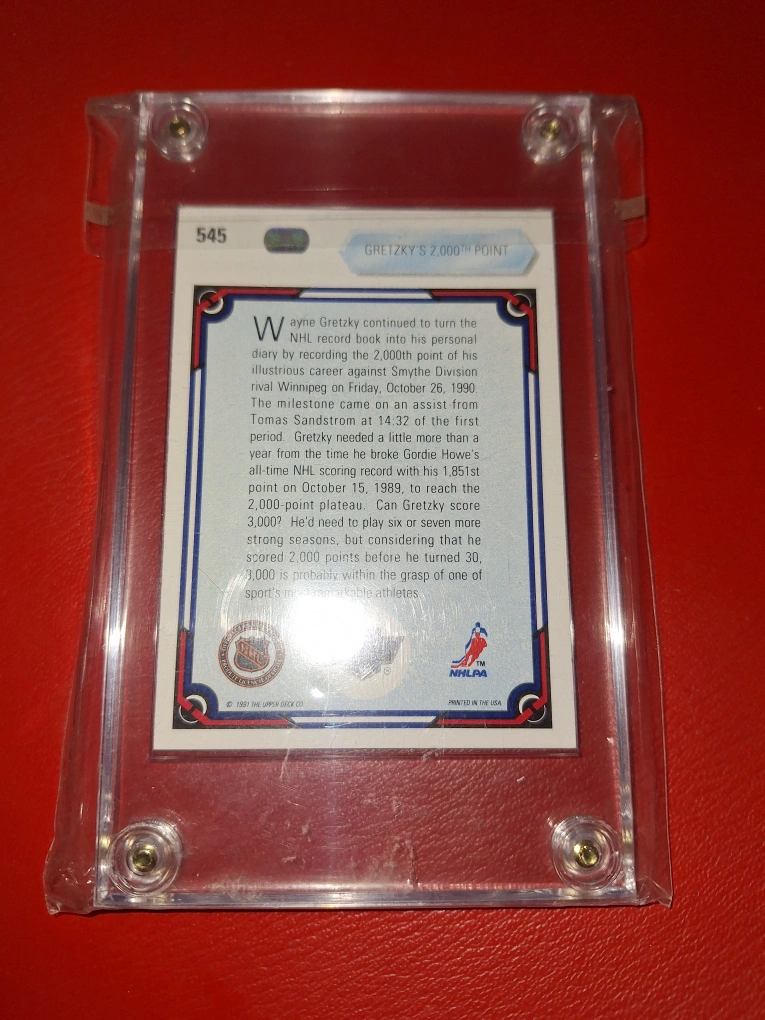 545
GRETZKY'S 2,000TH POINT
Wayne Gretzky continued to turn the
NHL record book into his personal
diary by recording the 2,000th point of his
illustrious career against Smythe Division
rival Winnipeg on Friday, October 26, 1990.
The milestone came on an assist from
Tomas Sandstrom at 14:32 of the first
period. Gretzky needed a little more than a
year from the time he broke Gordie Howe's
all-time NHL scoring record with his 1,851st
point on October 15, 1989, to reach the
2,000-point plateau. Can Gretzky score
3,000? He'd need to play six or seven more
strong seasons, but considering that he
scored 2,000 points before he turned 30,
3,000 is probably within the grasp of one of
sport's most remarkable athletes.
NHL
®
TM
NHLPA
© 1991 THE UPPER DECK CO.
PRINTED IN THE USA